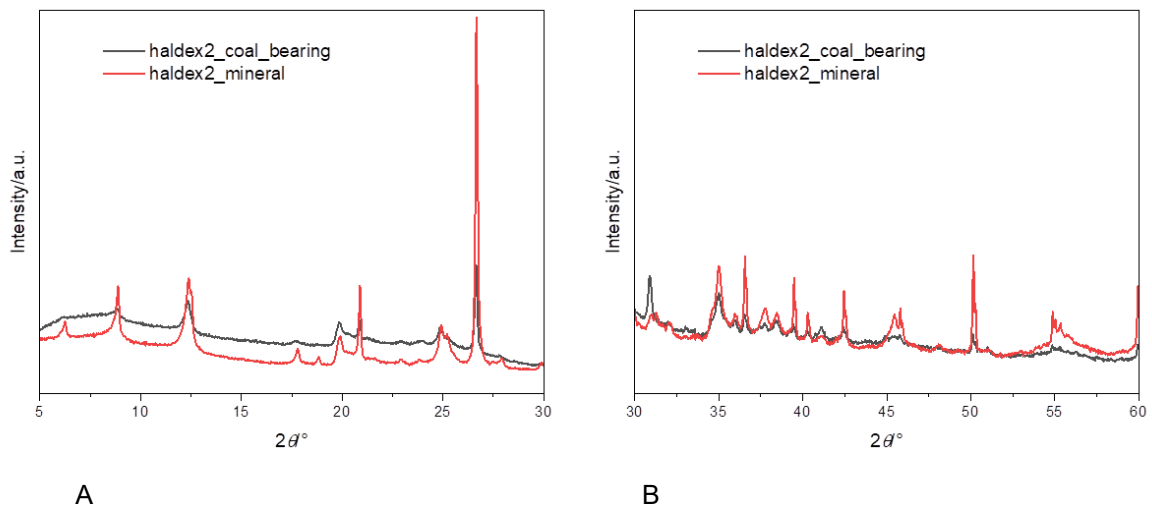 haldex2_coal_bearing
haldex2_mineral
Intensity/a.u.
5 10 15 20 25 30
2θ/°
A
haldex2_coal_bearing
haldex2_mineral
Intensity/a.u.
30 35 40 45 50 55 60
2θ/°
B